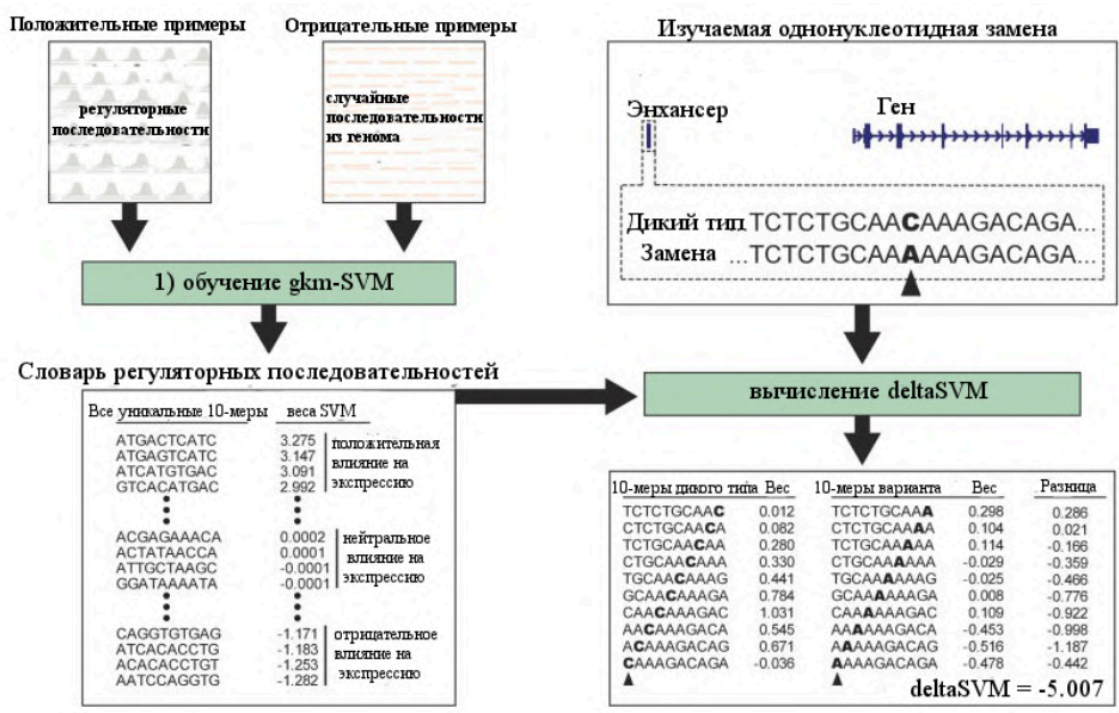 Положительные примеры
Отрицательные примеры
регуляторные
последовательности
случайные
последовательности
из генома
1) обучение gkm-SVM
Словарь регуляторных последовательностей
Все уникальные 10-меры веса SVM
ATGACTCATC 3.275
ATGAGTCATC 3.147
ATCATGTGAC 3.091
GTCACATGAC 2.992
положительная
влияние на
экспрессию
ACGAGAAACA 0.0002
ACTATAACCA 0.0001
ATTGCTAAGC -0.0001
GGATAAAATA -0.0001
нейтральное
влияние на
экспрессию
CAGGTGTGAG -1.171
ATCACACCTG -1.183
ACACACCTGT -1.253
AATCCAGGTG -1.282
отрицательное
влияние на
экспрессию
Изучаемая однонуклеотидная замена
Энхансер
Ген
Дикий тип TCTCTGCAACAAAGACAGA...
Замена ...TCTCTGCAAAAAAGACAGA...
вычисление deltaSVM
10-меры дикого типа Вес 10-меры варианта Вес Разница
TCTCTGCAAC 0.012 TCTCTGCAAA 0.298 0.286
CTCTGCAACA 0.082 CTCTGCAAAA 0.104 0.021
TCTGCAACAA 0.280 TCTGCAAAAA 0.114 -0.166
CTGCAACAAA 0.330 CTGCAAAAAA -0.029 -0.359
TGCAACAAAG 0.441 TGCAAAAAAG -0.025 -0.466
GCAACAAAGA 0.784 GCAAAAAAGA 0.008 -0.776
CAACAAAGAC 1.031 CAAAAAAGAC 0.109 -0.922
AACAAAGACA 0.545 AAAAAAGACA -0.453 -0.998
ACAAAGACAG 0.671 AAAAAGACAG -0.516 -1.187
CAAAGACAGA -0.036 AAAAGACAGA -0.478 -0.442
deltaSVM = -5.007